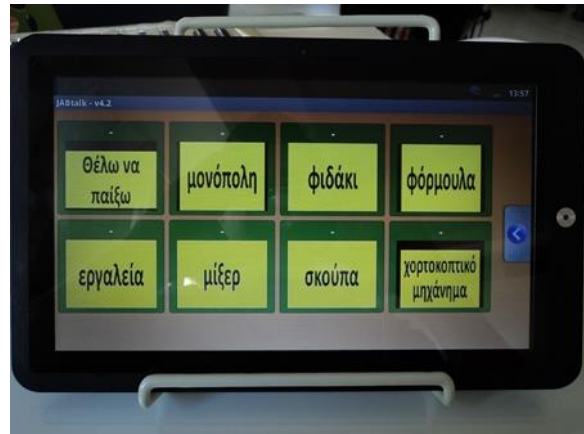 13:57
JABtalk - v4.2
Θέλω να
παίξω
μονόπολη
φιδάκι
φόρμουλα
εργαλεία
μίξερ
σκούπα
χορτοκοπτικό
μηχάνημα